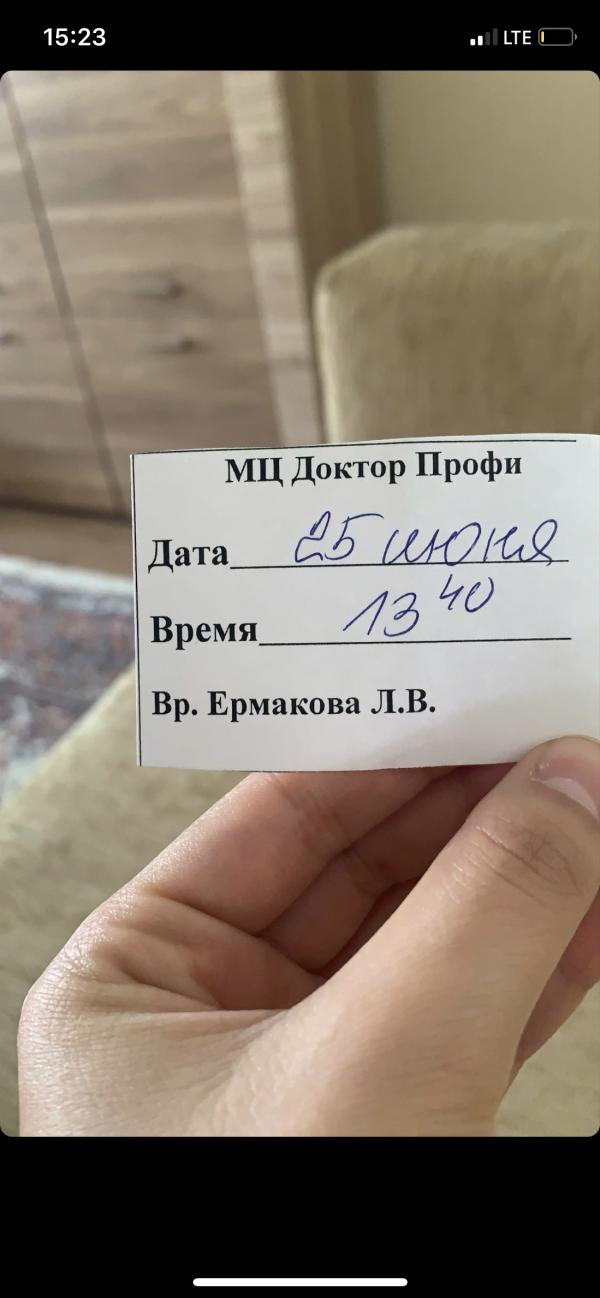 15:23 LTE
МЦ Доктор Профи
Дата 25 июня
Время 13 40
Вр. Ермакова Л.В.